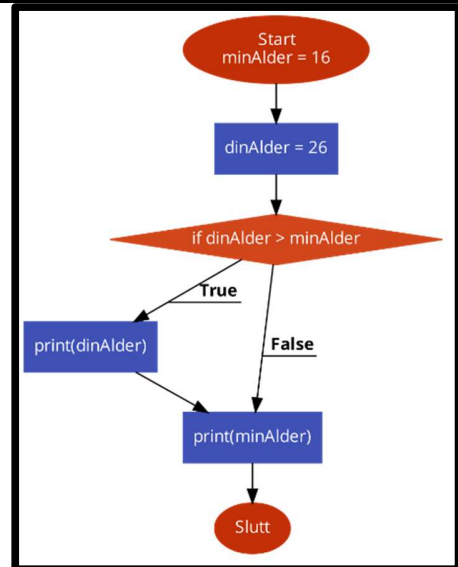 Start
minAlder = 16
dinAlder = 26
if dinAlder > minAlder
True
print(dinAlder)
False
print(minAlder)
Slutt